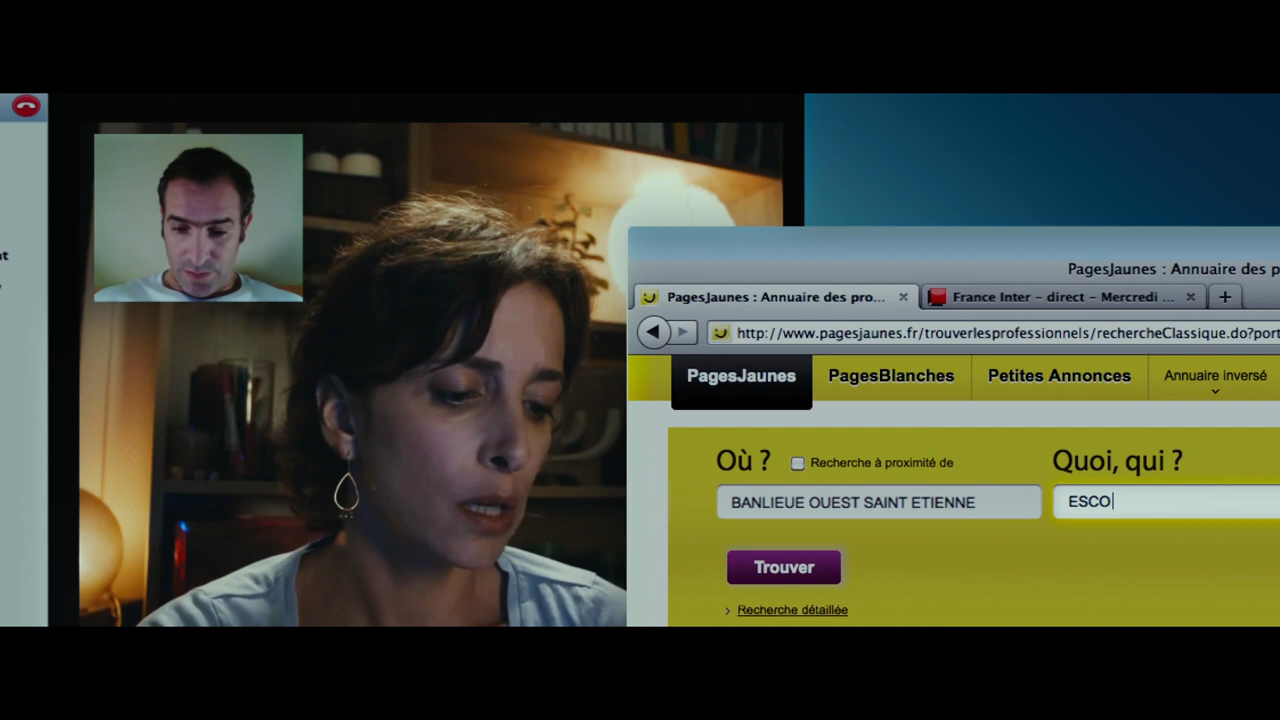 PagesJaunes : Annuaire des p
PagesJaunes : Annuaire des pro...
France Inter – direct – Mercredi ...
http://www.pagesjaunes.fr/trouverlesprofessionnels/rechercheClassique.do?port
PagesJaunes
PagesBlanches
Petites Annonces
Annuaire inversé
Où ?
Recherche à proximité de
Quoi, qui ?
BANLIEUE OUEST SAINT ETIENNE
ESCO
Trouver
Recherche détaillée